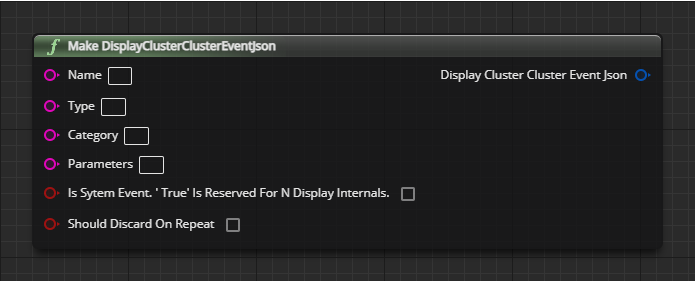 Make DisplayClusterClusterEventJson
Name
Display Cluster Cluster Event Json
Type
Category
Parameters
Is Sytem Event. ' True' Is Reserved For N Display Internals.
Should Discard On Repeat